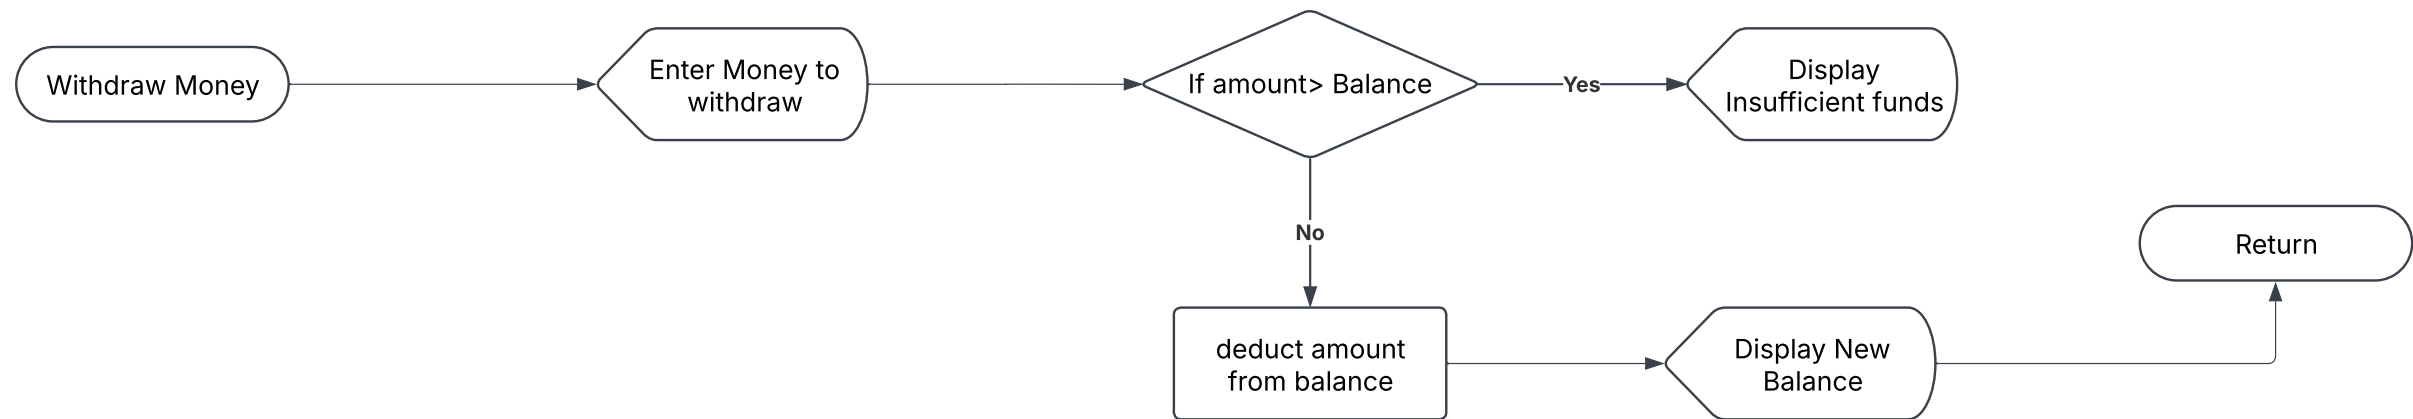 Withdraw Money
Enter Money to
withdraw
If amount> Balance
Yes
Display
Insufficient funds
No
Return
deduct amount
from balance
Display New
Balance